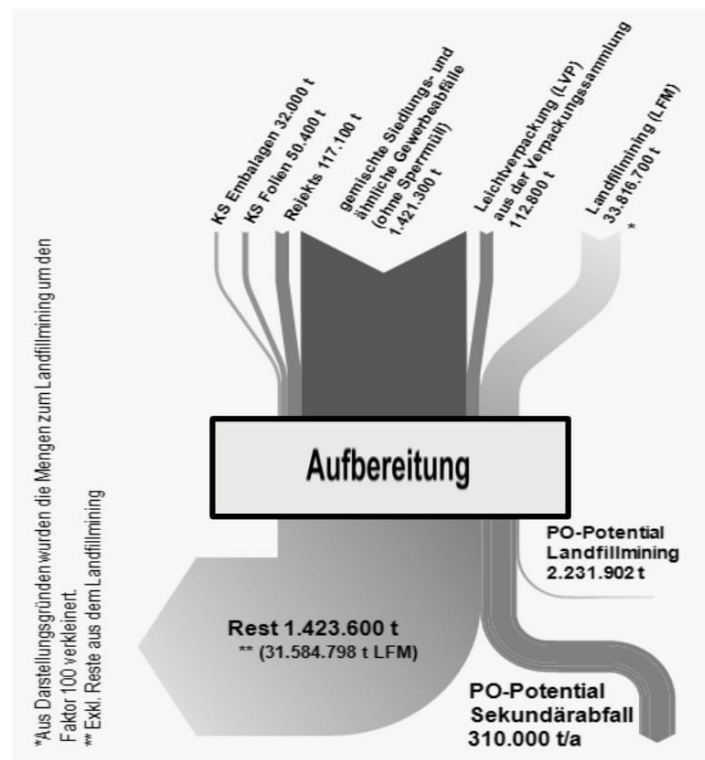 KS Embalagen 32.000 t
KS Folien 50.400 t
Rejekts 117.100 t
gemischte Siedlungs- und
ähnliche Gewerbeabfälle
(ohne Sperrmüll)
1.421.300 t
Leichtverpackung (LVP)
aus der Verpackungssammlung
112.800 t
Landfillmining (LFM)
33.816.700 t
*
Aufbereitung
PO-Potential
Landfillmining
2.231.902 t
Rest 1.423.600 t
** (31.584.798 t LFM)
PO-Potential
Sekundärabfall
310.000 t/a
*Aus Darstellungsgründen wurden die Mengen zum Landfillmining um den
Faktor 100 verkleinert.
** Exkl. Reste aus dem Landfillmining